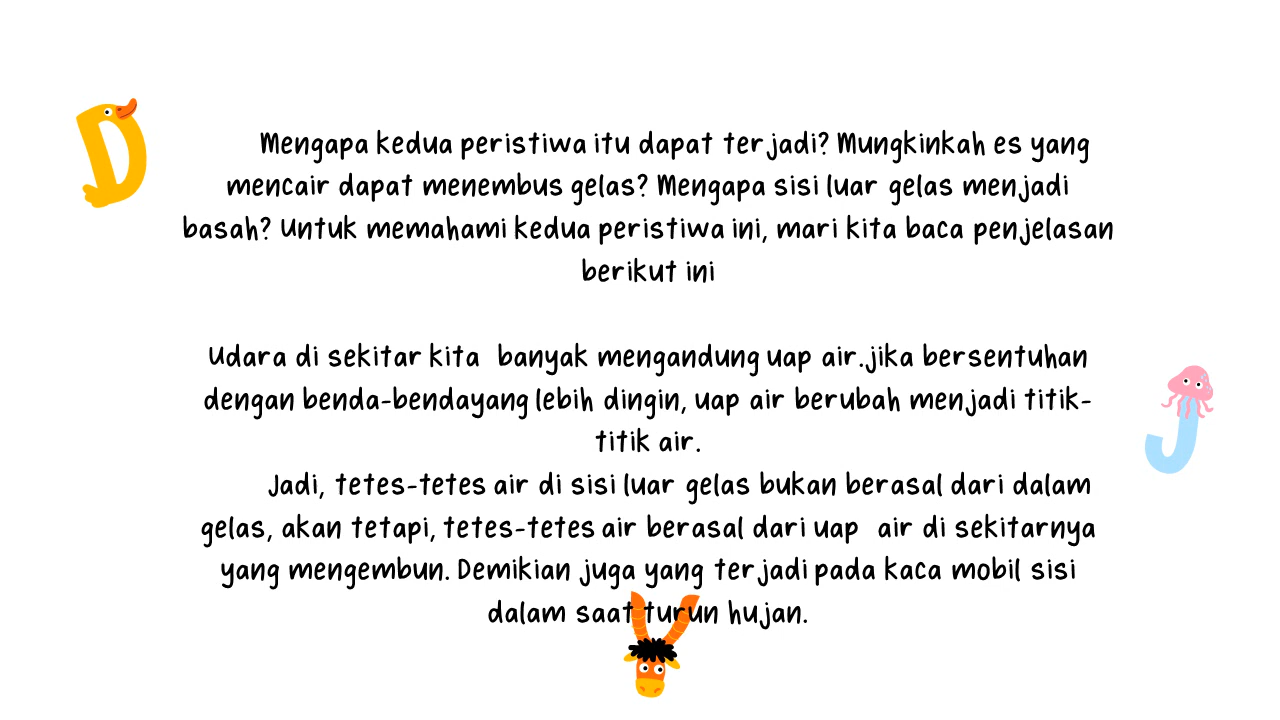 Mengapa kedua peristiwa itu dapat terjadi? Mungkinkah es yang
mencair dapat menembus gelas? Mengapa sisi luar gelas menjadi
basah? Untuk memahami kedua peristiwa ini, mari kita baca penjelasan
berikut ini
Udara di sekitar kita banyak mengandung uap air.jika bersentuhan
dengan benda-bendayang lebih dingin, uap air berubah menjadi titik-
titik air.
Jadi, tetes-tetes air di sisi luar gelas bukan berasal dari dalam
gelas, akan tetapi, tetes-tetes air berasal dari uap air di sekitarnya
yang mengembun. Demikian juga yang terjadi pada kaca mobil sisi
dalam saat turun hujan.